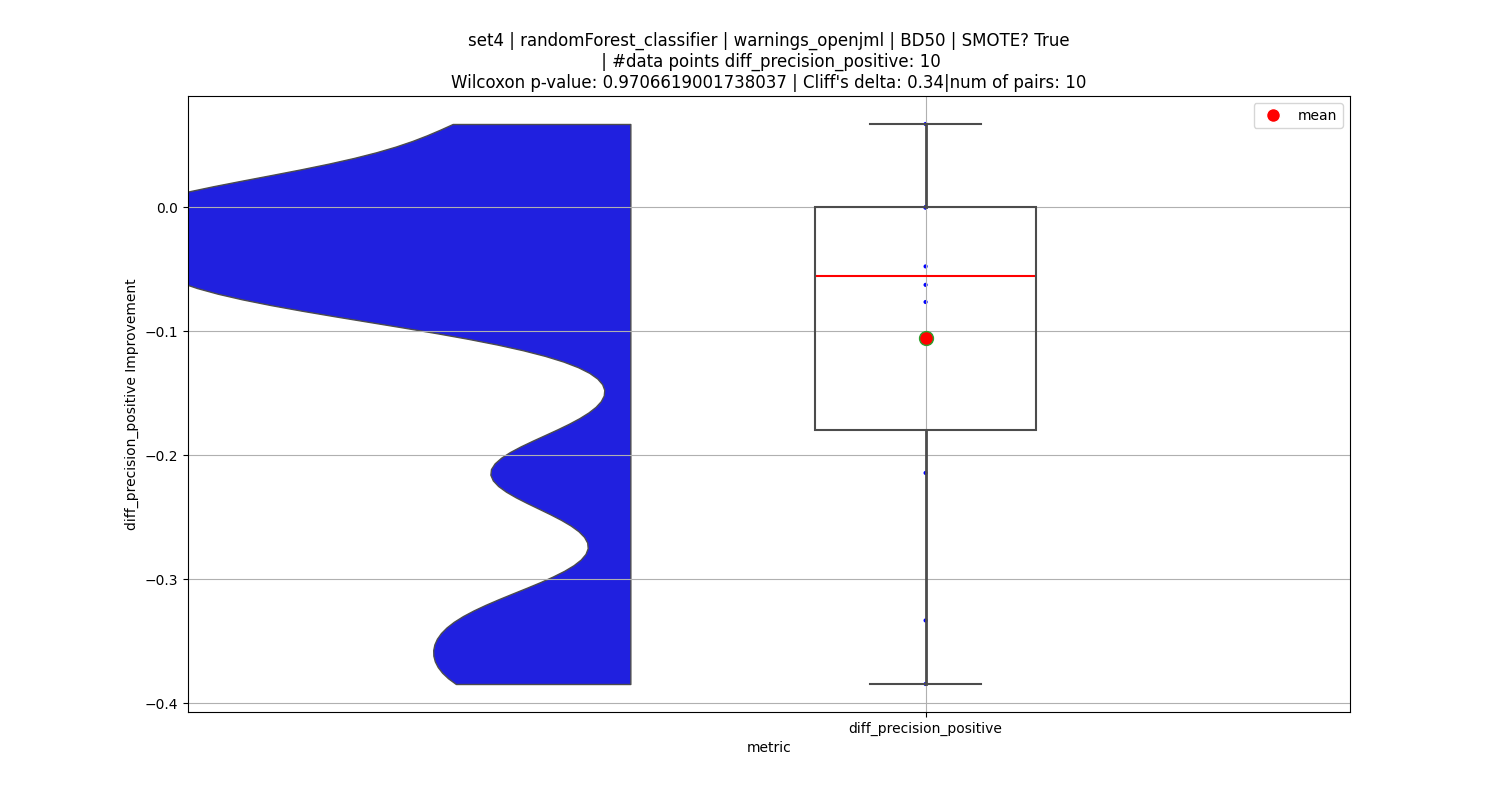 set4 | randomForest_classifier | warnings_openjml | BD50 | SMOTE? True
| #data points diff_precision_positive: 10
Wilcoxon p-value: 0.9706619001738037 | Cliff's delta: 0.34|num of pairs: 10
mean
0.0
−0.1
−0.2
−0.3
−0.4
diff_precision_positive Improvement
diff_precision_positive
metric